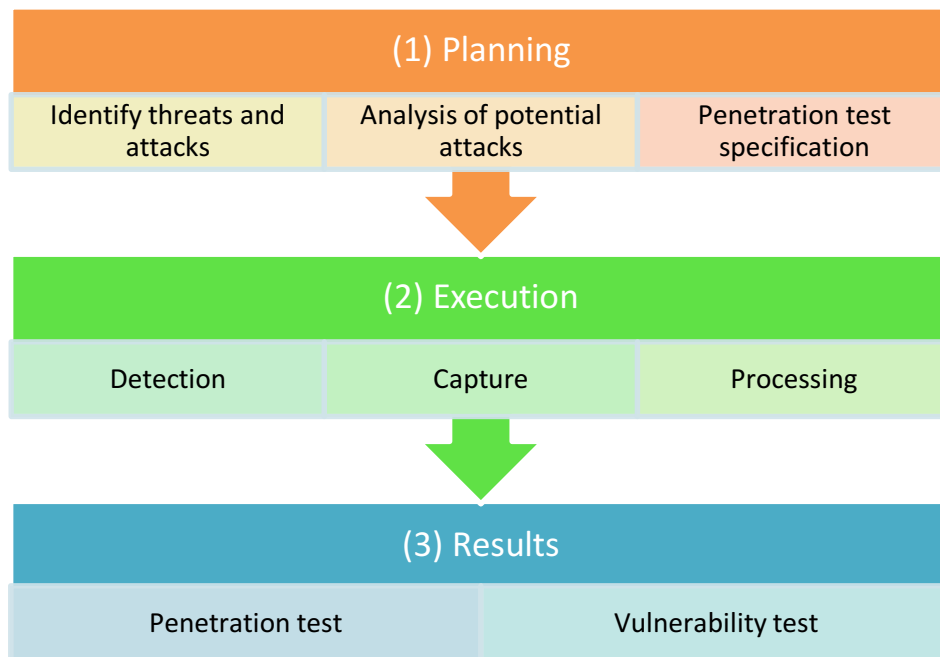 (1) Planning
Identify threats and
attacks
Analysis of potential
attacks
Penetration test
specification
(2) Execution
Detection
Capture
Processing
(3) Results
Penetration test
Vulnerability test